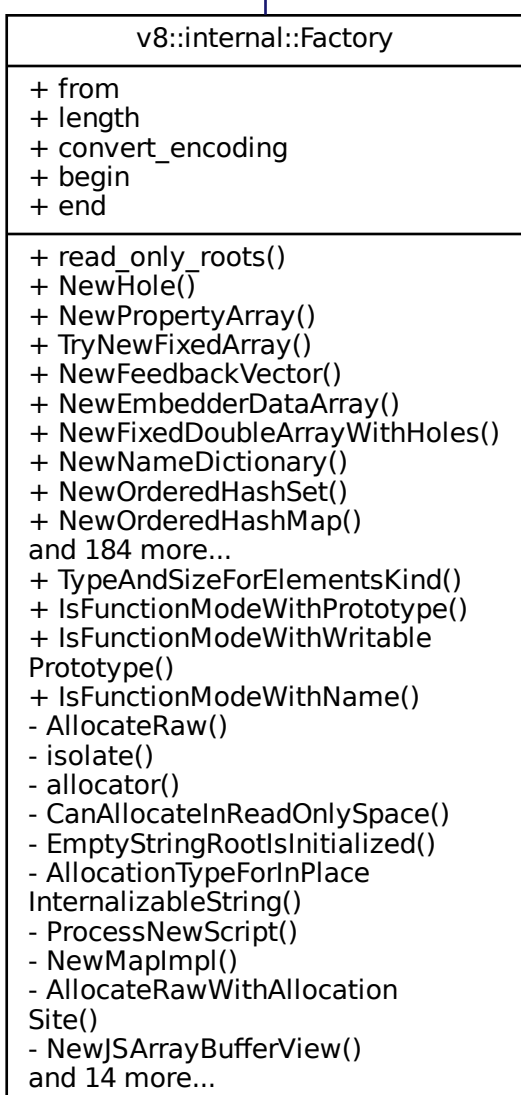 v8::internal::Factory
+ from
+ length
+ convert_encoding
+ begin
+ end
+ read_only_roots()
+ NewHole()
+ NewPropertyArray()
+ TryNewFixedArray()
+ NewFeedbackVector()
+ NewEmbedderDataArray()
+ NewFixedDoubleArrayWithHoles()
+ NewNameDictionary()
+ NewOrderedHashSet()
+ NewOrderedHashMap()
and 184 more...
+ TypeAndSizeForElementsKind()
+ IsFunctionModeWithPrototype()
+ IsFunctionModeWithWritable
Prototype()
+ IsFunctionModeWithName()
- AllocateRaw()
- isolate()
- allocator()
- CanAllocateInReadOnlySpace()
- EmptyStringRootIsInitialized()
- AllocationTypeForInPlace
InternalizableString()
- ProcessNewScript()
- NewMapImpl()
- AllocateRawWithAllocation
Site()
- NewJSArrayBufferView()
and 14 more...